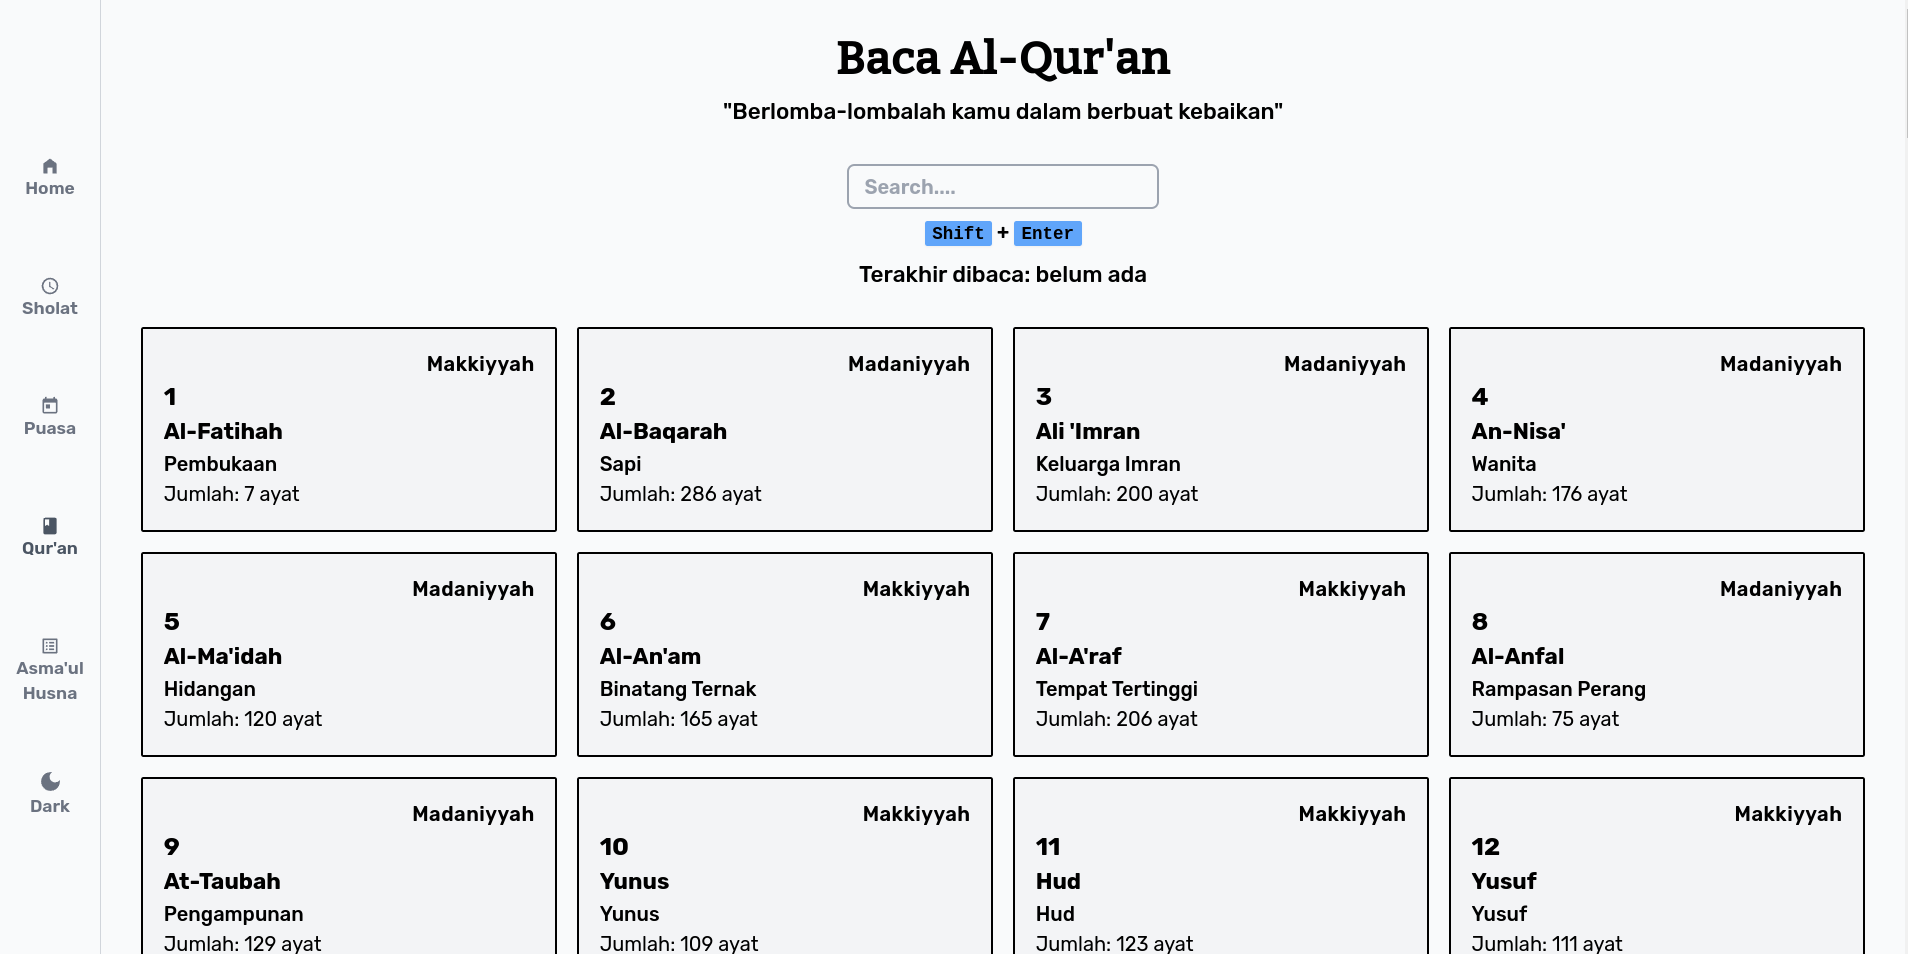 Home
Sholat
Puasa
Qur'an
Asma'ul
Husna
Dark
Baca Al-Qur'an
"Berlomba-lombalah kamu dalam berbuat kebaikan"
Search....
Shift + Enter
Terakhir dibaca: belum ada
Makkiyyah
1
Al-Fatihah
Pembukaan
Jumlah: 7 ayat
Madaniyyah
2
Al-Baqarah
Sapi
Jumlah: 286 ayat
Madaniyyah
3
Ali 'Imran
Keluarga Imran
Jumlah: 200 ayat
Madaniyyah
4
An-Nisa'
Wanita
Jumlah: 176 ayat
Madaniyyah
5
Al-Ma'idah
Hidangan
Jumlah: 120 ayat
Makkiyyah
6
Al-An'am
Binatang Ternak
Jumlah: 165 ayat
Makkiyyah
7
Al-A'raf
Tempat Tertinggi
Jumlah: 206 ayat
Madaniyyah
8
Al-Anfal
Rampasan Perang
Jumlah: 75 ayat
Madaniyyah
9
At-Taubah
Pengampunan
Jumlah: 129 ayat
Makkiyyah
10
Yunus
Yunus
Jumlah: 109 ayat
Makkiyyah
11
Hud
Hud
Jumlah: 123 ayat
Makkiyyah
12
Yusuf
Yusuf
Jumlah: 111 ayat